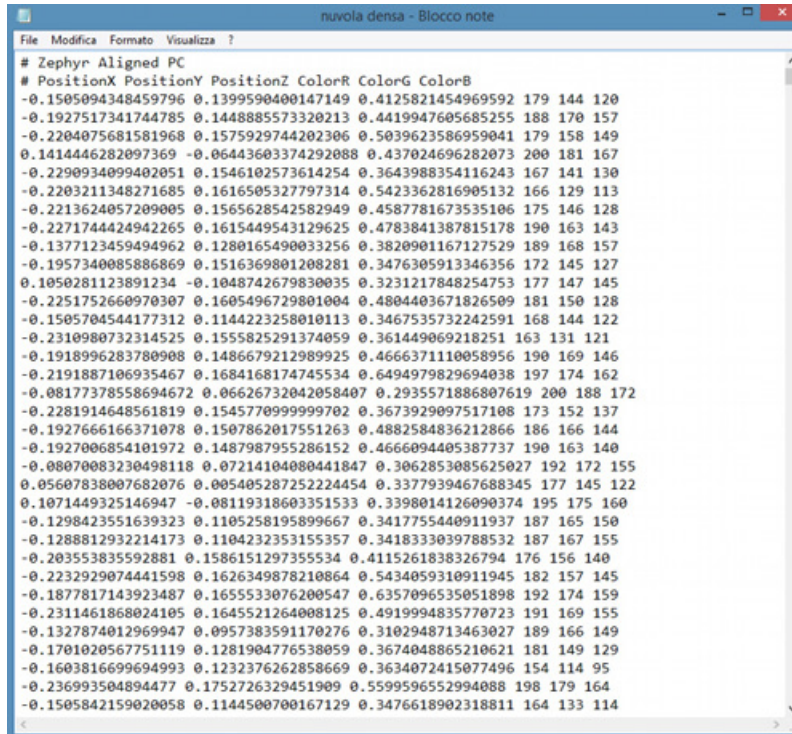 nuvola densa - Blocco note
File Modifica Formato Visualizza ?
# Zephyr Aligned PC
# PositionX PositionY PositionZ ColorR ColorG ColorB
-0.1505094348459796 0.1399590400147149 0.4125821454969592 179 144 120
-0.1927517341744785 0.1448885573320213 0.4419947605685255 188 170 157
-0.2204075681581968 0.1575929744202306 0.5039623586959041 179 158 149
0.1414446282097369 -0.06443603374292088 0.437024696282073 200 181 167
-0.2290934099402051 0.1546102573614254 0.3643988354116243 167 141 130
-0.2203211348271685 0.1616505327797314 0.5423362816905132 166 129 113
-0.2213624057209005 0.1565628542582949 0.4587781673535106 175 146 128
-0.2271744424942265 0.1615449543129625 0.4783841387815178 190 163 143
-0.1377123459494962 0.1280165490033256 0.3820901167127529 189 168 157
-0.1957340085886869 0.1516369801208281 0.3476305913346356 172 145 127
0.1050281123891234 -0.1048742679830035 0.3231217848254753 177 147 145
-0.2251752660970307 0.1605496729801004 0.4804403671826509 181 150 128
-0.1505704544177312 0.1144223258010113 0.3467535732242591 168 144 122
-0.2310980732314525 0.1555825291374059 0.361449069218251 163 131 121
-0.1918996283780908 0.1486679212989925 0.4666371110058956 190 169 146
-0.2191887106935467 0.1684168174745534 0.6494979829694038 197 174 162
-0.08177378558694672 0.06626732042058407 0.2935571886807619 200 188 172
-0.2281914648561819 0.1545770999999702 0.3673929097517108 173 152 137
-0.1927666166371078 0.1507862017551263 0.4882584836212866 186 166 144
-0.1927006854101972 0.1487987955286152 0.4666094405387737 190 163 140
-0.08070083230498118 0.07214104080441847 0.3062853085625027 192 172 155
0.05607838000768207​6 0.005405287252224454 0.3377939467688345 177 145 122
0.1071449325146947 -0.08119318603351533 0.3398014126090374 195 175 160
-0.1298423551639323 0.1105258195899667 0.3417755440911937 187 165 150
-0.1288812932214173 0.1104232353155357 0.3418333039788532 187 167 155
-0.203553835592881 0.1586151297355534 0.4115261838326794 176 156 140
-0.2232929074441598 0.1626349878210864 0.5434059310911945 182 157 145
-0.1877817143923487 0.1655533076200547 0.6357096535051898 192 174 159
-0.2311461868024105 0.1645521264008125 0.4919994835770723 191 169 155
-0.1327874012969947 0.0957383591170276 0.3102948713463027 189 166 149
-0.1701020567751119 0.1281904776538059 0.3674048865210621 181 149 129
-0.1603816699694993 0.1232376262858669 0.3634072415077496 154 114 95
-0.236993504894477 0.1752726329451909 0.5599596552994088 198 179 164
-0.1505842159020058 0.1144500700167129 0.3476618902318811 164 133 114